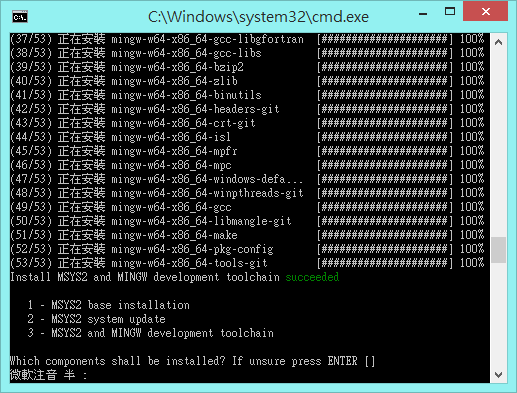 C:\Windows\system32\cmd.exe
(37/53) 正在安裝 mingw-w64-x86_64-gcc-libgfortran [#####################] 100%
(38/53) 正在安裝 mingw-w64-x86_64-gcc-libs [#####################] 100%
(39/53) 正在安裝 mingw-w64-x86_64-bzip2 [#####################] 100%
(40/53) 正在安裝 mingw-w64-x86_64-zlib [#####################] 100%
(41/53) 正在安裝 mingw-w64-x86_64-binutils [#####################] 100%
(42/53) 正在安裝 mingw-w64-x86_64-headers-git [#####################] 100%
(43/53) 正在安裝 mingw-w64-x86_64-crt-git [#####################] 100%
(44/53) 正在安裝 mingw-w64-x86_64-isl [#####################] 100%
(45/53) 正在安裝 mingw-w64-x86_64-mpfr [#####################] 100%
(46/53) 正在安裝 mingw-w64-x86_64-mpc [#####################] 100%
(47/53) 正在安裝 mingw-w64-x86_64-windows-defa... [#####################] 100%
(48/53) 正在安裝 mingw-w64-x86_64-winpthreads-git [#####################] 100%
(49/53) 正在安裝 mingw-w64-x86_64-gcc [#####################] 100%
(50/53) 正在安裝 mingw-w64-x86_64-libmangle-git [#####################] 100%
(51/53) 正在安裝 mingw-w64-x86_64-make [#####################] 100%
(52/53) 正在安裝 mingw-w64-x86_64-pkg-config [#####################] 100%
(53/53) 正在安裝 mingw-w64-x86_64-tools-git [#####################] 100%
Install MSYS2 and MINGW development toolchain succeeded
1 - MSYS2 base installation
2 - MSYS2 system update
3 - MSYS2 and MINGW development toolchain
Which components shall be installed? If unsure press ENTER []
微軟注音 半 :